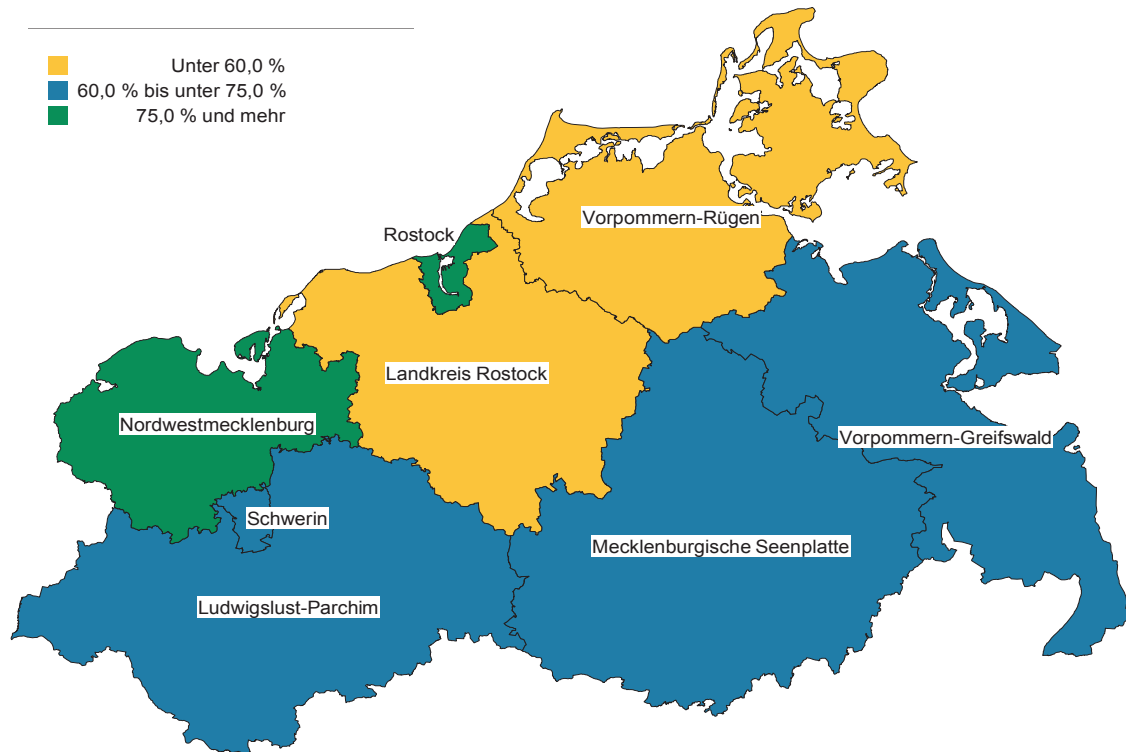 Unter 60,0 %
60,0 % bis unter 75,0 %
75,0 % und mehr
Vorpommern-Rügen
Rostock
Landkreis Rostock
Nordwestmecklenburg
Vorpommern-Greifswald
Schwerin
Mecklenburgische Seenplatte
Ludwigslust-Parchim